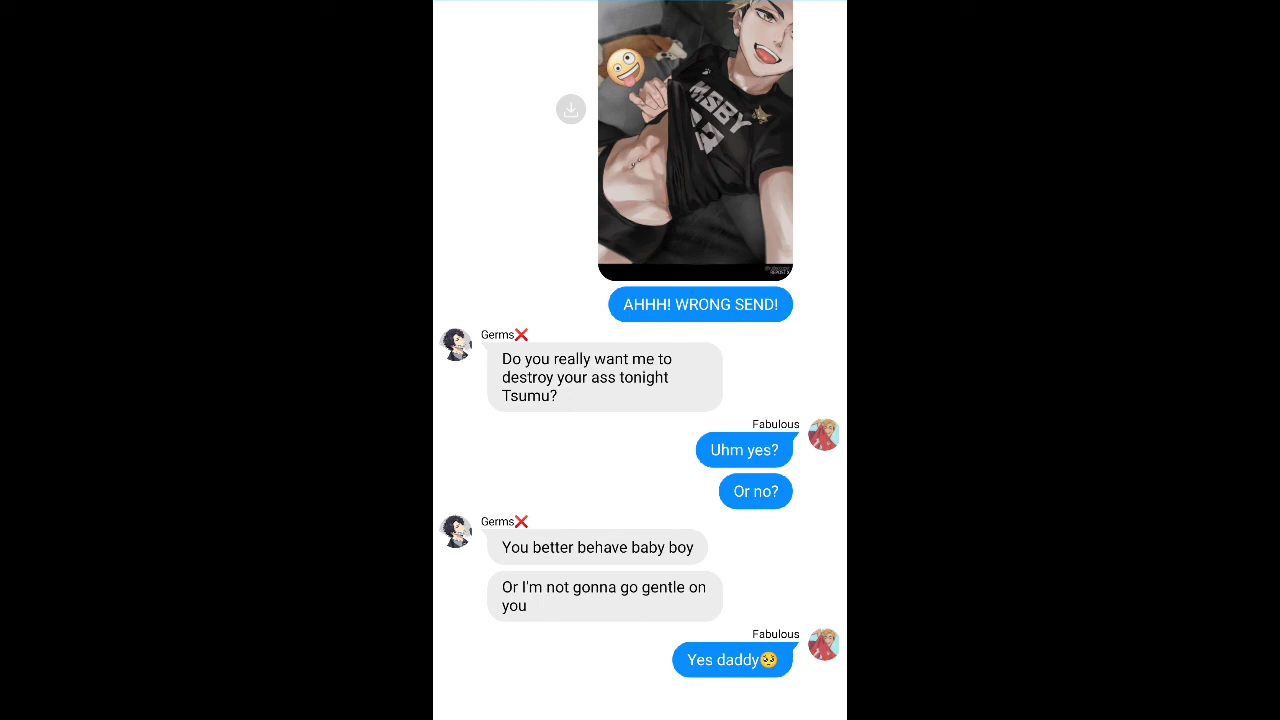 MSBY
AHHH! WRONG SEND!
Germs❌
Do you really want me to
destroy your ass tonight
Tsumu?
Fabulous
Uhm yes?
Or no?
Germs❌
You better behave baby boy
Or I'm not gonna go gentle on
you
Fabulous
Yes daddy🥺